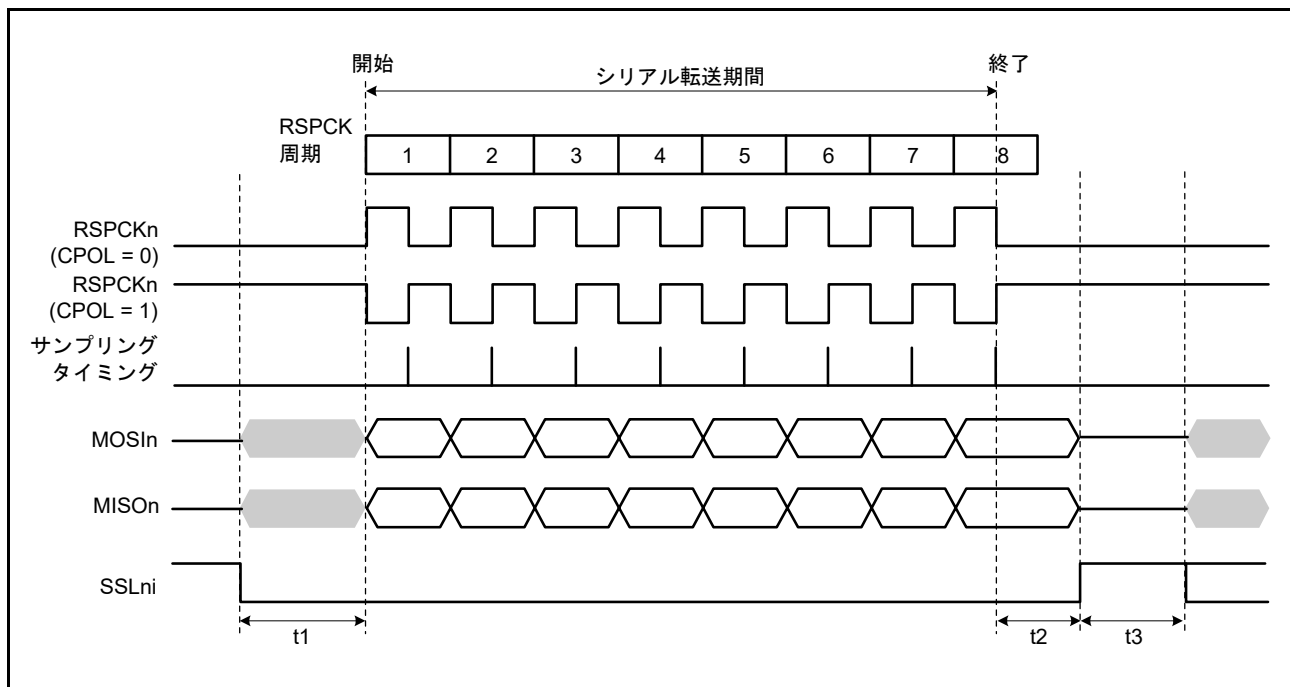 開始
シリアル転送期間
終了
RSPCK
周期
1
2
3
4
5
6
7
8
RSPCKn
(CPOL = 0)
RSPCKn
(CPOL = 1)
サンプリング
タイミング
MOSIn
MISOn
SSLni
t1
t2
t3